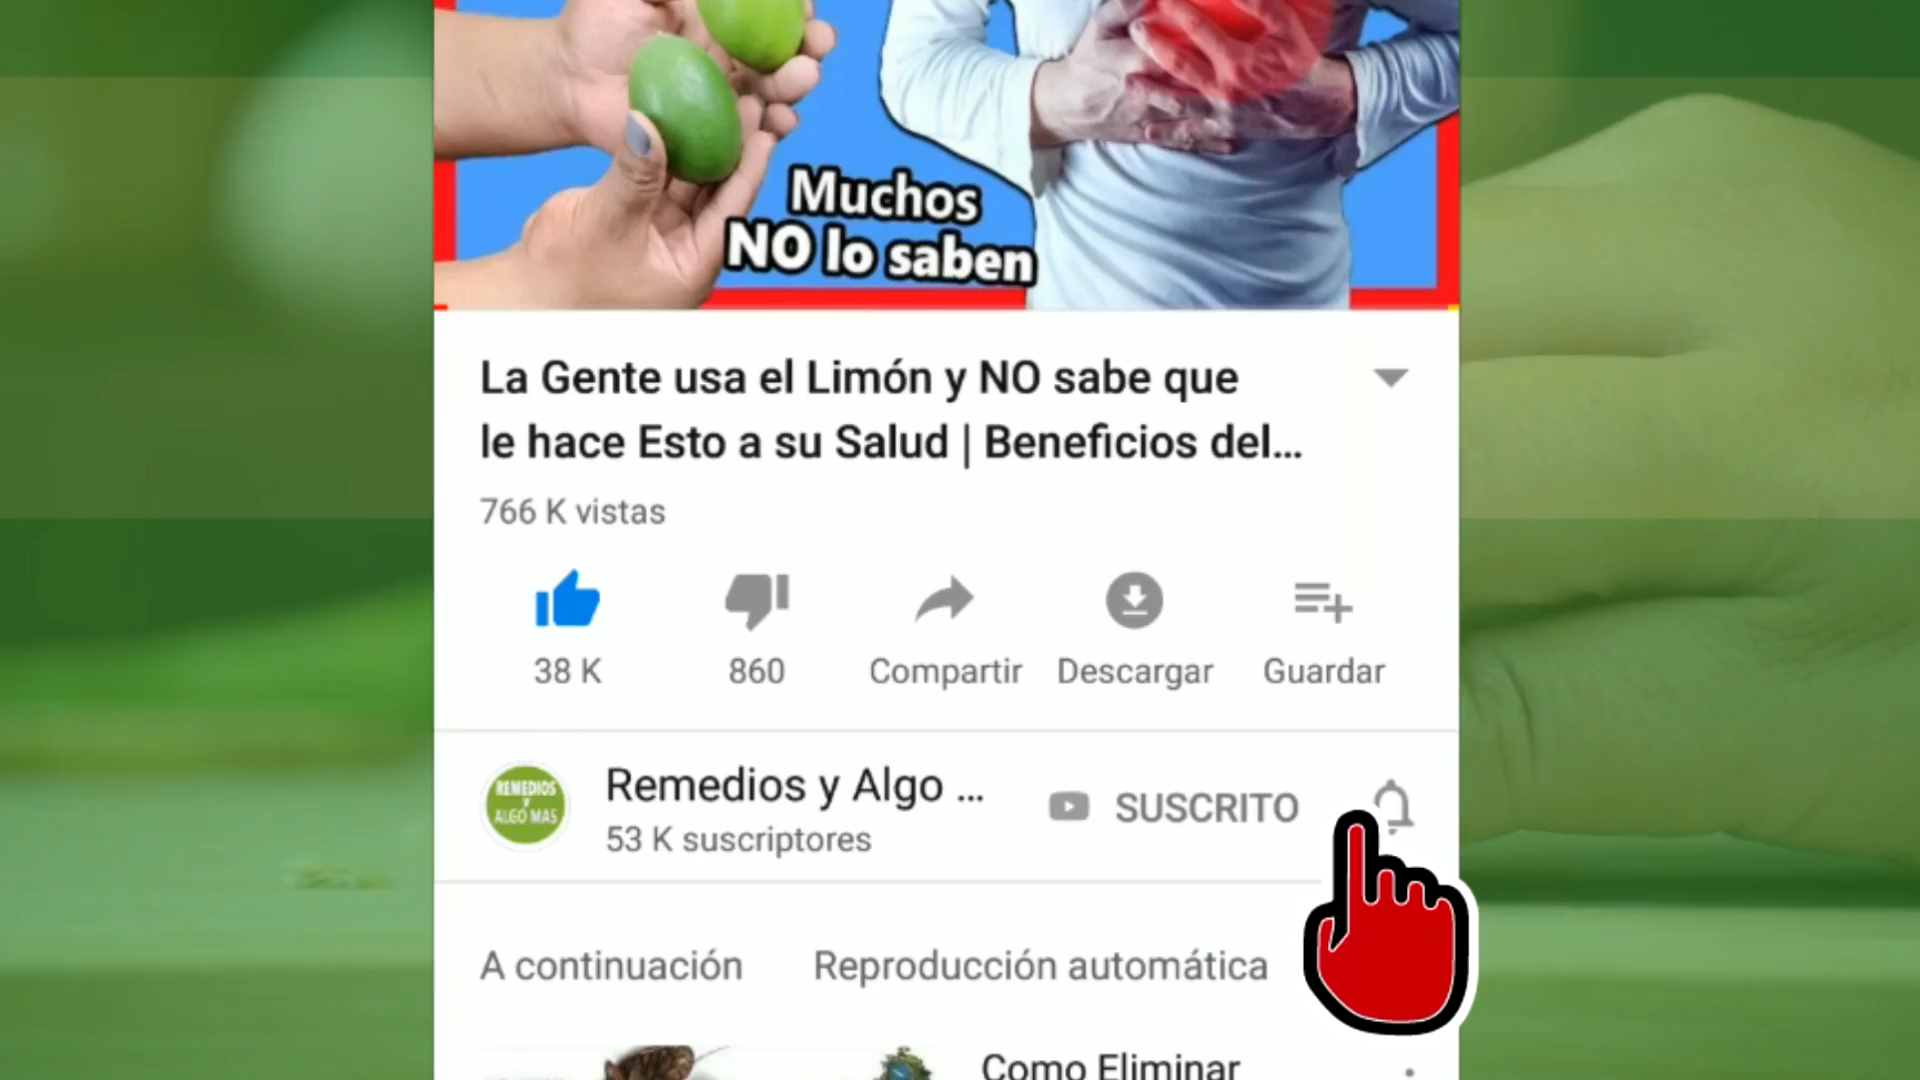 Muchos
NO lo saben
La Gente usa el Limón y NO sabe que
le hace Esto a su Salud | Beneficios del...
766 K vistas
38 K
860
Compartir
Descargar
Guardar
REMEDIOS
Y
ALGO MAS
Remedios y Algo ...
53 K suscriptores
SUSCRITO
A continuación
Reproducción automática
Como Eliminar